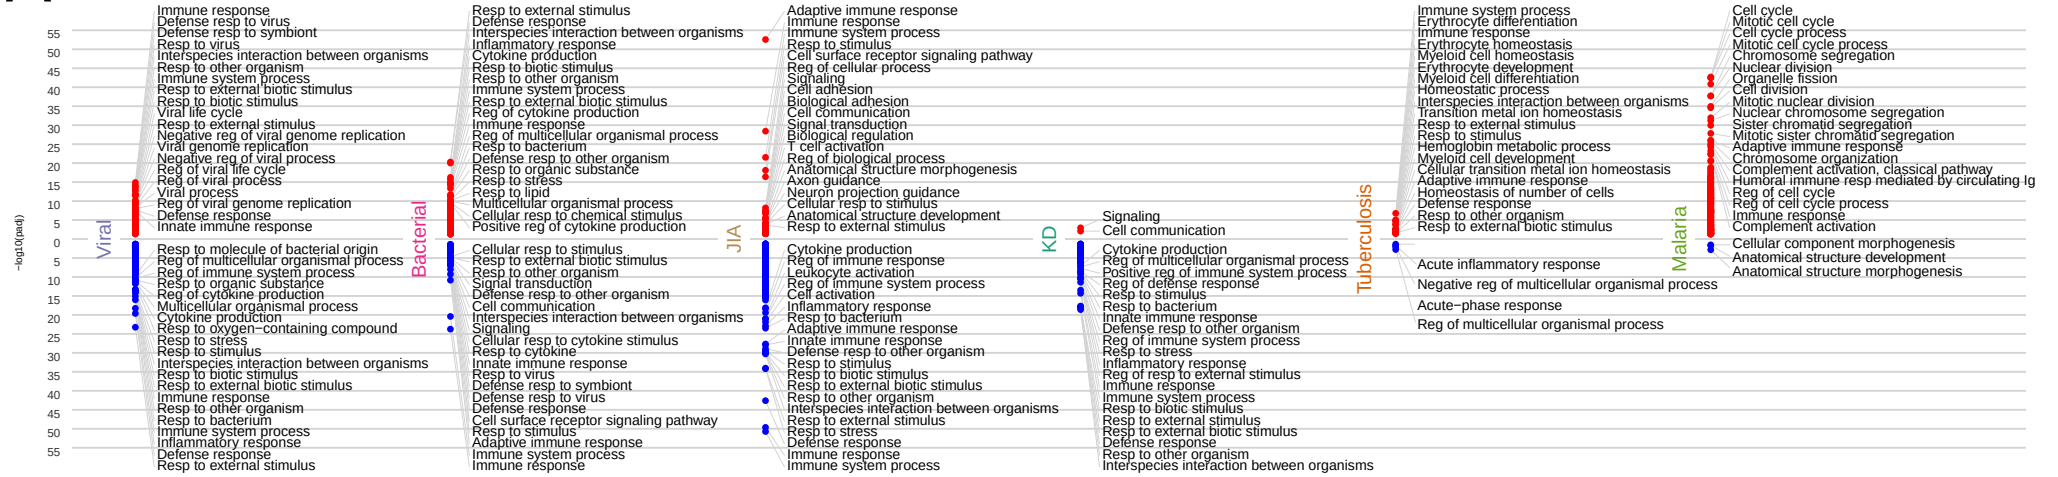 −log10(padj)
55
50
45
40
35
30
25
20
15
10
5
0
5
10
15
20
25
30
35
40
45
50
55
Viral
Immune response
Defense resp to virus
Defense resp to symbiont
Resp to virus
Interspecies interaction between organisms
Resp to other organism
Immune system process
Resp to external biotic stimulus
Resp to biotic stimulus
Viral life cycle
Resp to external stimulus
Negative reg of viral genome replication
Viral genome replication
Negative reg of viral process
Reg of viral life cycle
Reg of viral process
Viral process
Reg of viral genome replication
Defense response
Innate immune response
Resp to molecule of bacterial origin
Reg of multicellular organismal process
Reg of immune system process
Resp to organic substance
Reg of cytokine production
Multicellular organismal process
Cytokine production
Resp to oxygen−containing compound
Resp to stress
Resp to stimulus
Interspecies interaction between organisms
Resp to biotic stimulus
Resp to external biotic stimulus
Immune response
Resp to other organism
Resp to bacterium
Immune system process
Inflammatory response
Defense response
Resp to external stimulus
Bacterial
Resp to external stimulus
Defense response
Interspecies interaction between organisms
Inflammatory response
Cytokine production
Resp to biotic stimulus
Resp to other organism
Immune system process
Resp to external biotic stimulus
Reg of cytokine production
Immune response
Reg of multicellular organismal process
Resp to bacterium
Defense resp to other organism
Resp to organic substance
Resp to stress
Resp to lipid
Multicellular organismal process
Cellular resp to chemical stimulus
Positive reg of cytokine production
Cellular resp to stimulus
Resp to external biotic stimulus
Resp to other organism
Signal transduction
Defense resp to other organism
Cell communication
Interspecies interaction between organisms
Signaling
Cellular resp to cytokine stimulus
Resp to cytokine
Innate immune response
Resp to virus
Defense resp to symbiont
Defense resp to virus
Defense response
Cell surface receptor signaling pathway
Resp to stimulus
Adaptive immune response
Immune system process
Immune response
JIA
Adaptive immune response
Immune system process
Resp to stimulus
Cell surface receptor signaling pathway
Reg of cellular process
Signaling
Cell adhesion
Biological adhesion
Cell communication
Signal transduction
Biological regulation
T cell activation
Reg of biological process
Anatomical structure morphogenesis
Axon guidance
Neuron projection guidance
Cellular resp to stimulus
Anatomical structure development
Resp to external stimulus
Cytokine production
Reg of immune response
Leukocyte activation
Reg of immune system process
Cell activation
Inflammatory response
Resp to bacterium
Adaptive immune response
Innate immune response
Defense resp to other organism
Resp to stimulus
Resp to biotic stimulus
Resp to external biotic stimulus
Resp to other organism
Interspecies interaction between organisms
Resp to external stimulus
Resp to stress
Defense response
Immune response
Immune system process
KD
Signaling
Cell communication
Cytokine production
Reg of multicellular organismal process
Positive reg of immune system process
Reg of defense response
Resp to stimulus
Resp to bacterium
Innate immune response
Defense resp to other organism
Reg of immune system process
Resp to stress
Inflammatory response
Reg of resp to external stimulus
Immune response
Immune system process
Resp to biotic stimulus
Resp to external stimulus
Resp to external biotic stimulus
Defense response
Resp to other organism
Interspecies interaction between organisms
Tuberculosis
Immune system process
Erythrocyte differentiation
Immune response
Erythrocyte homeostasis
Myeloid cell homeostasis
Erythrocyte development
Myeloid cell differentiation
Homeostatic process
Interspecies interaction between organisms
Transition metal ion homeostasis
Resp to external stimulus
Resp to stimulus
Hemoglobin metabolic process
Myeloid cell development
Cellular transition metal ion homeostasis
Adaptive immune response
Homeostasis of number of cells
Defense response
Resp to other organism
Resp to external biotic stimulus
Acute inflammatory response
Negative reg of multicellular organismal process
Acute−phase response
Reg of multicellular organismal process
Malaria
Cell cycle
Mitotic cell cycle
Cell cycle process
Mitotic cell cycle process
Chromosome segregation
Nuclear division
Organelle fission
Cell division
Mitotic nuclear division
Nuclear chromosome segregation
Sister chromatid segregation
Mitotic sister chromatid segregation
Adaptive immune response
Chromosome organization
Complement activation, classical pathway
Humoral immune resp mediated by circulating Ig
Reg of cell cycle
Reg of cell cycle process
Immune response
Complement activation
Cellular component morphogenesis
Anatomical structure development
Anatomical structure morphogenesis